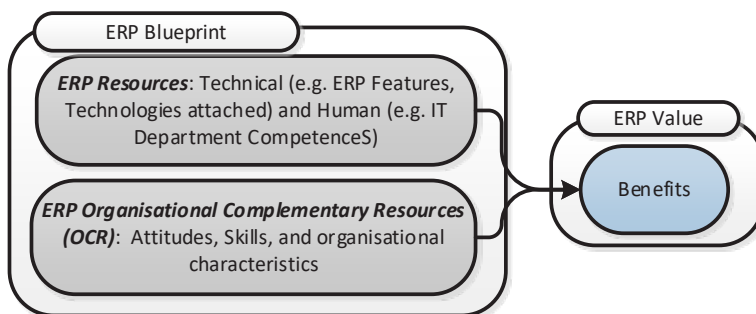 ERP Blueprint
ERP Resources: Technical (e.g. ERP Features,
Technologies attached) and Human (e.g. IT
Department CompetenceS)
ERP Organisational Complementary Resources
(OCR): Attitudes, Skills, and organisational
characteristics
ERP Value
Benefits